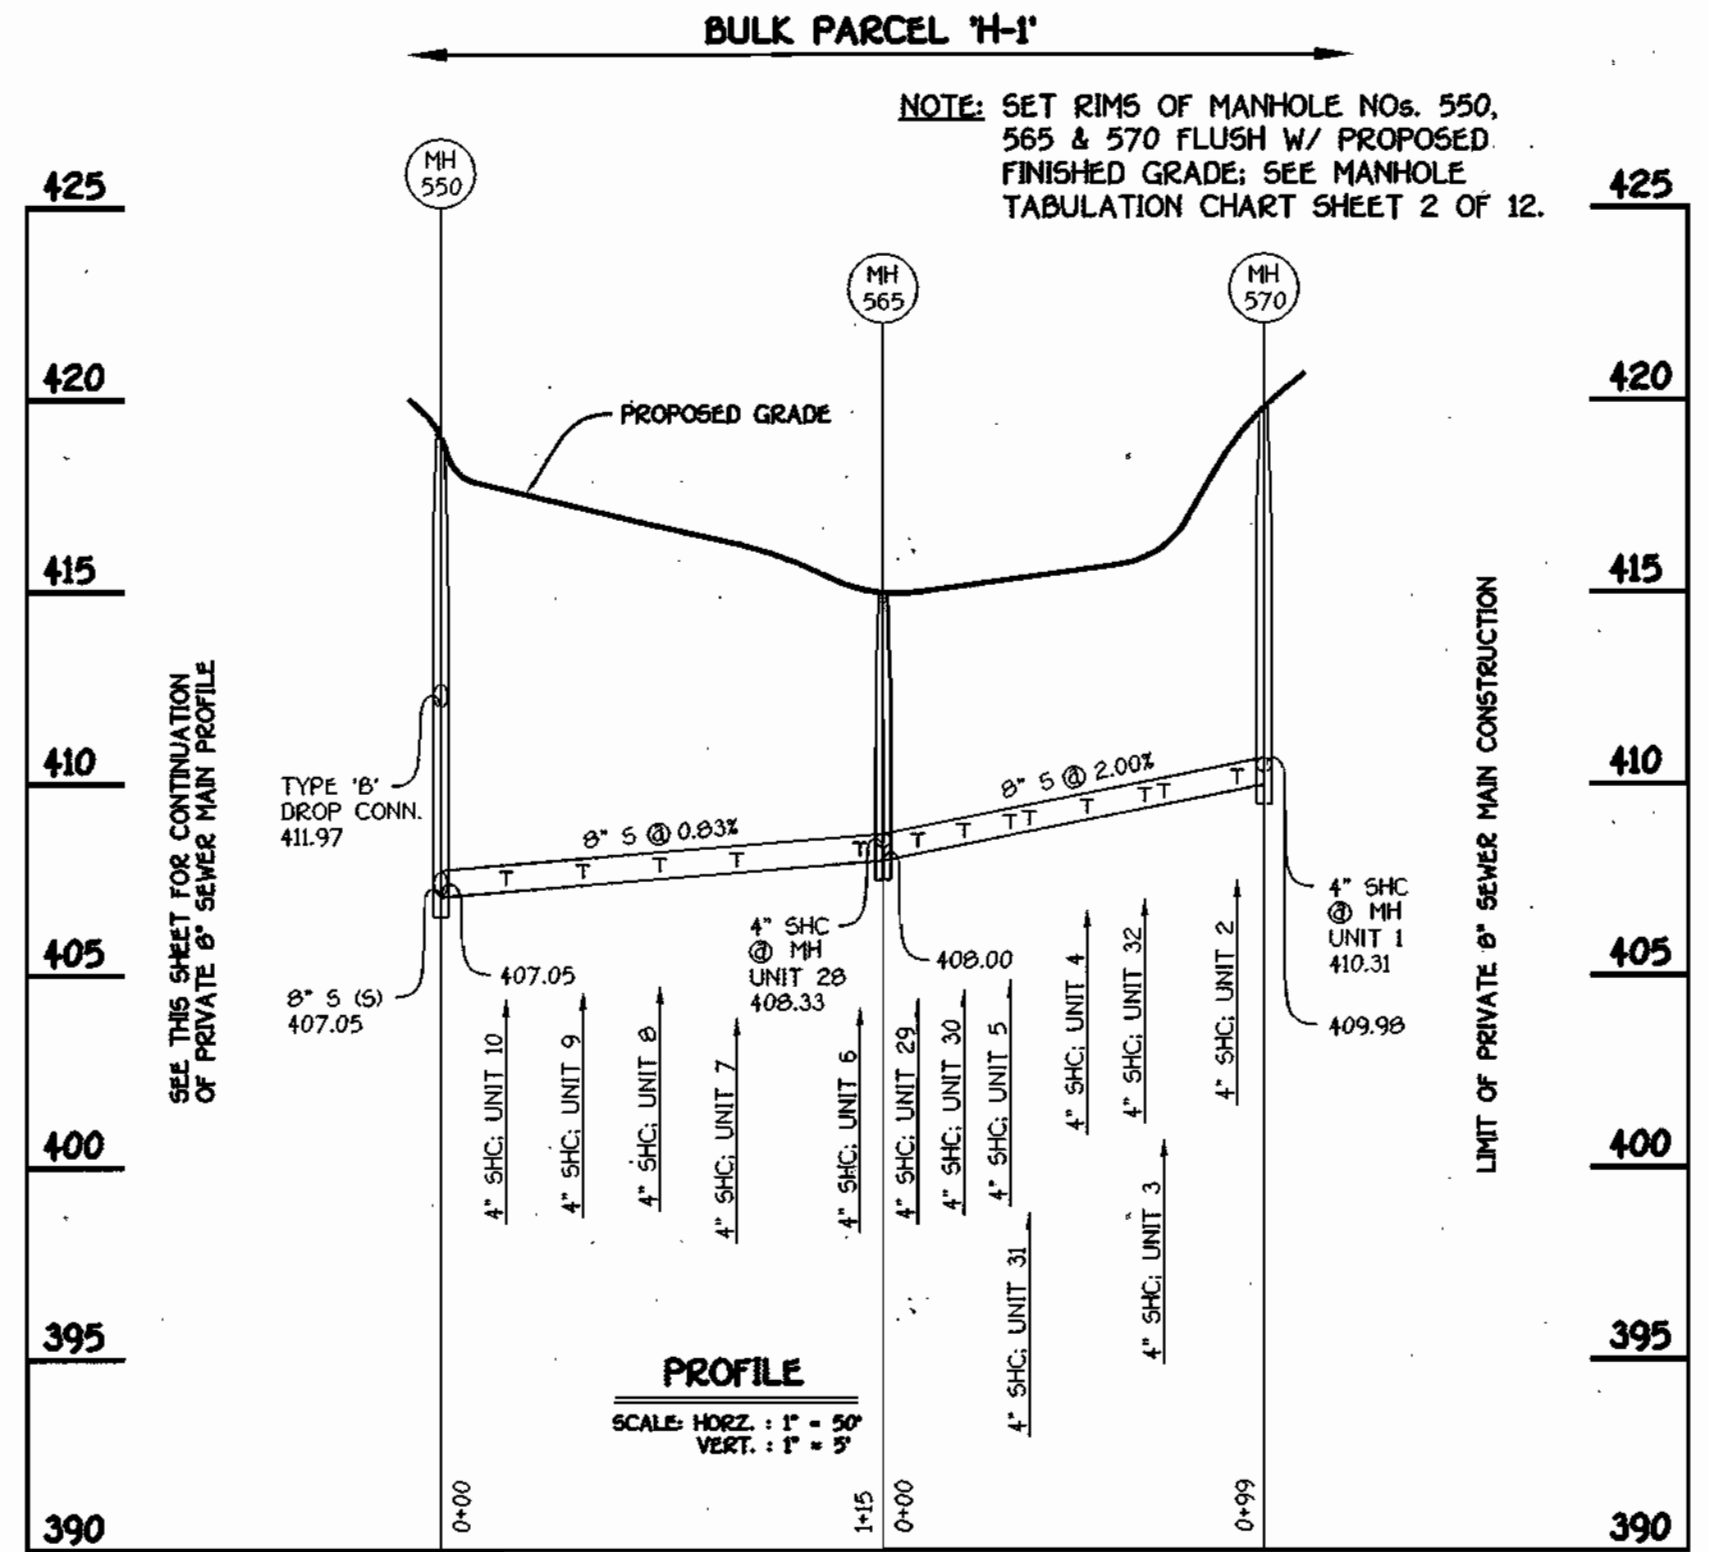 BULK PARCEL 'H-1'
NOTE: SET RIMS OF MANHOLE NOs. 550,
565 & 570 FLUSH W/ PROPOSED
FINISHED GRADE; SEE MANHOLE
TABULATION CHART SHEET 2 OF 12.
MH
550
MH
565
MH
570
425
420
415
410
405
400
395
390
425
420
415
410
405
400
395
390
PROPOSED GRADE
SEE THIS SHEET FOR CONTINUATION
OF PRIVATE 8" SEWER MAIN PROFILE
LIMIT OF PRIVATE 8" SEWER MAIN CONSTRUCTION
TYPE 'B'
DROP CONN.
411.97
8" S @ 0.83%
8" S @ 2.00%
T T T T T T T T T T T T T
8" S (S)
407.05
407.05
4" SHC
@ MH
UNIT 28
408.33
408.00
4" SHC
@ MH
UNIT 1
410.31
409.98
4" SHC; UNIT 10
4" SHC; UNIT 9
4" SHC; UNIT 8
4" SHC; UNIT 7
4" SHC; UNIT 6
4" SHC; UNIT 29
4" SHC; UNIT 30
4" SHC; UNIT 5
4" SHC; UNIT 31
4" SHC; UNIT 4
4" SHC; UNIT 32
4" SHC; UNIT 3
4" SHC; UNIT 2
PROFILE
SCALE: HORZ. : 1" = 50'
VERT. : 1" = 5'
0+00
1+15
0+00
0+99